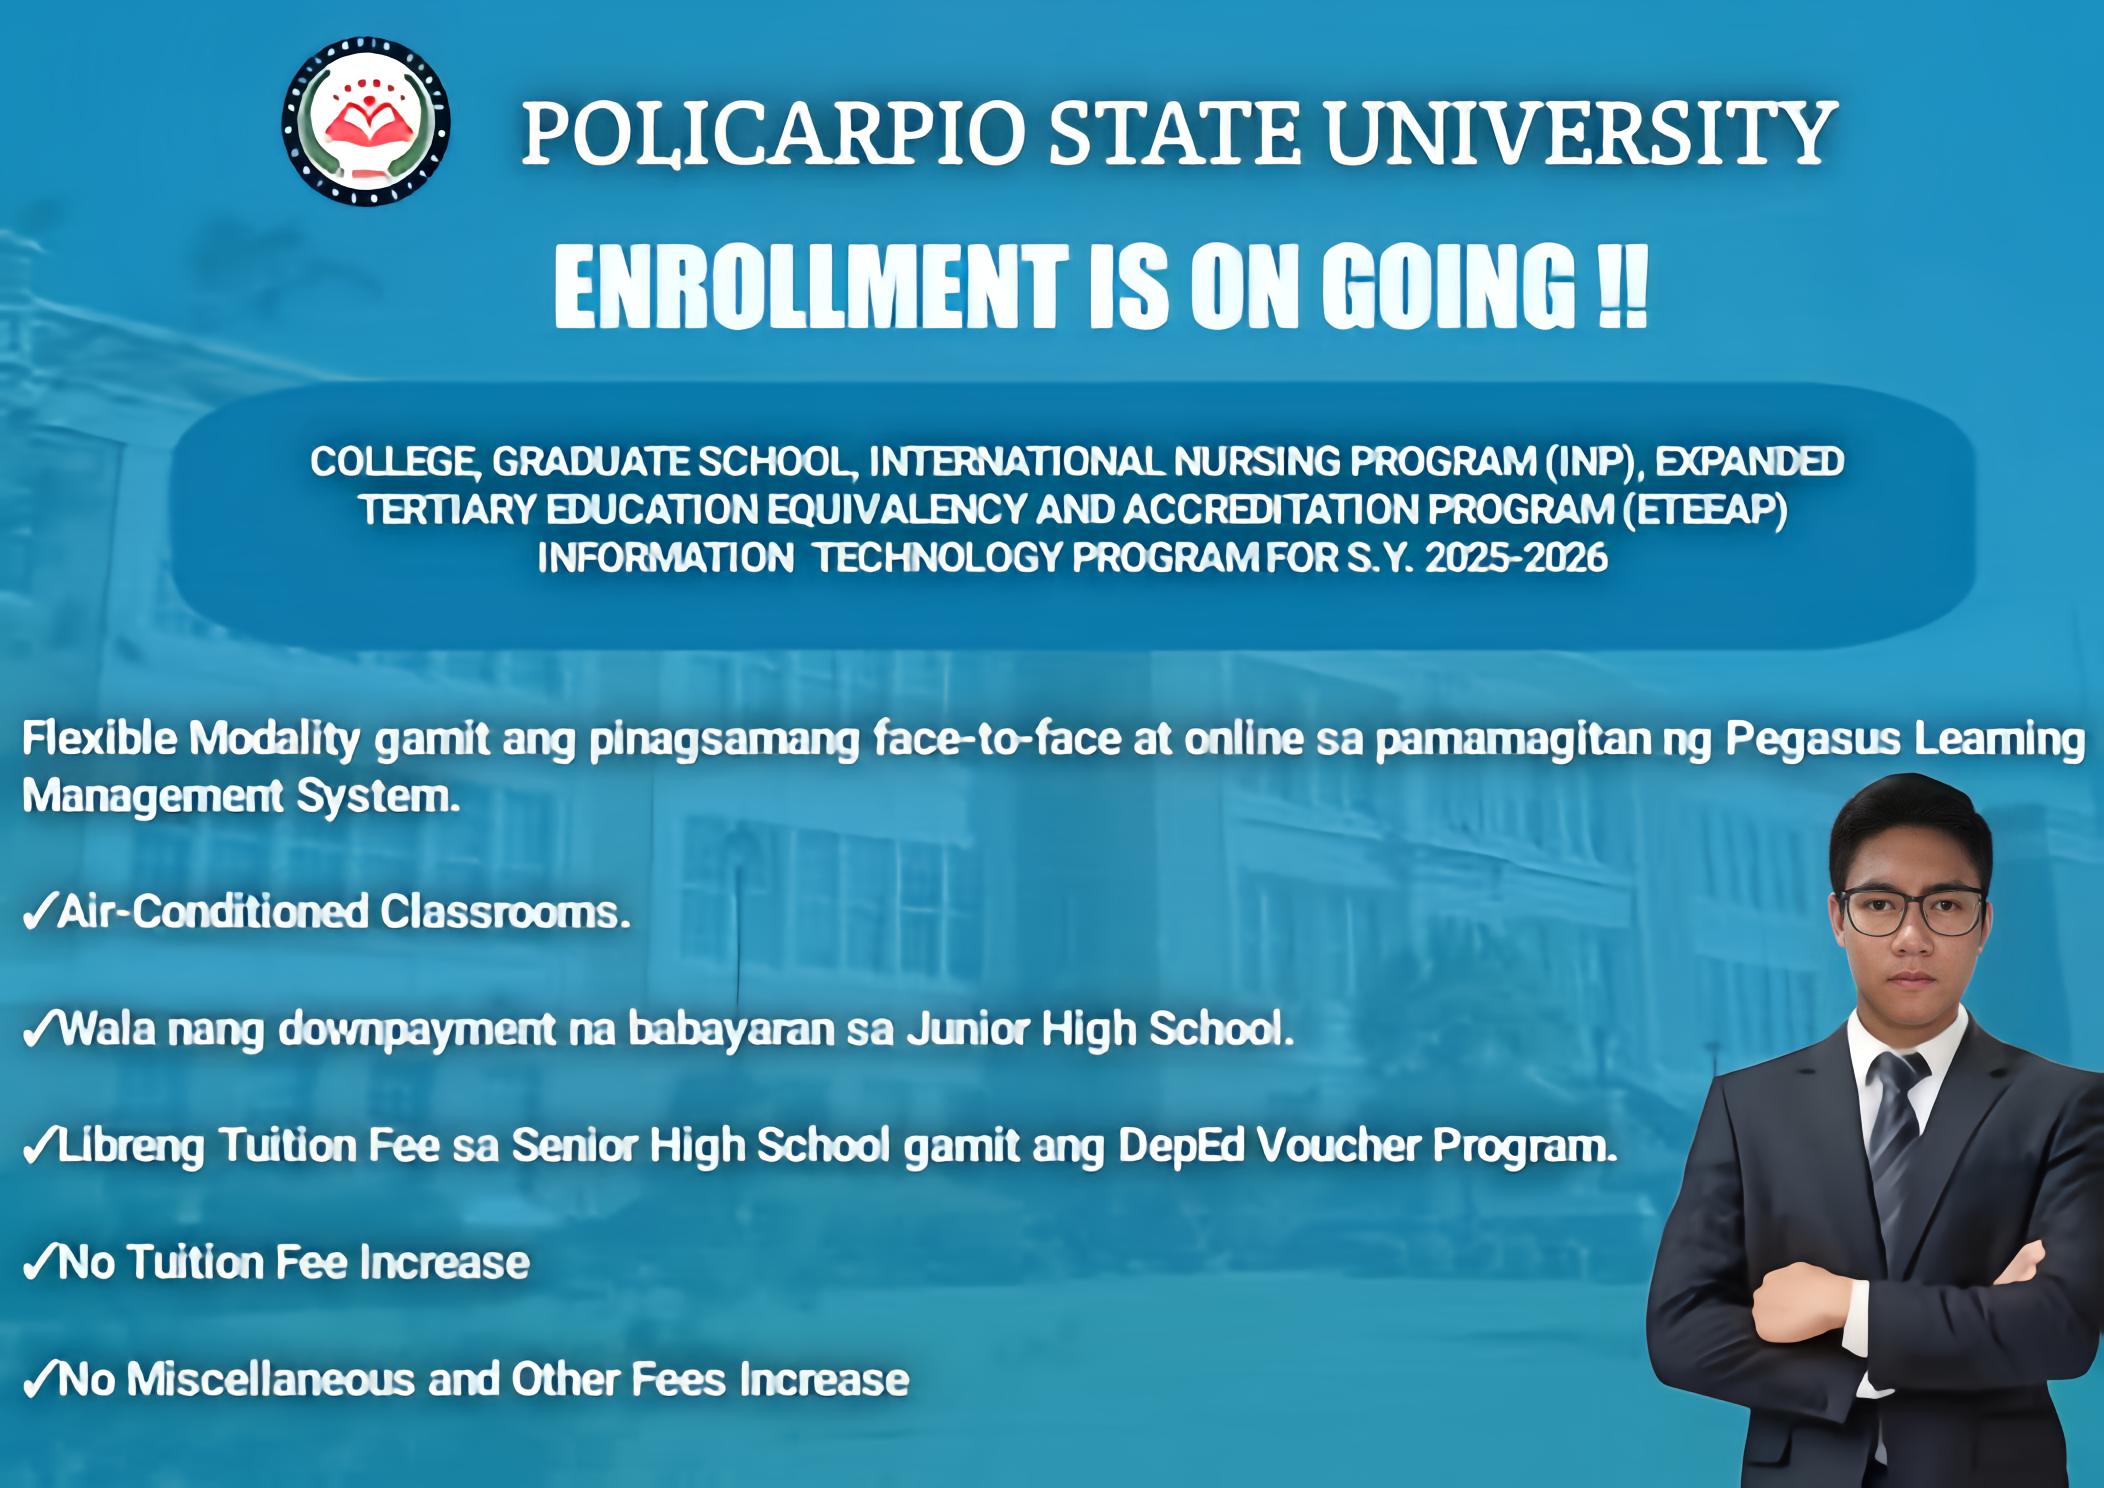 POLICARPIO STATE UNIVERSITY
ENROLLMENT IS ON GOING !!
COLLEGE, GRADUATE SCHOOL, INTERNATIONAL NURSING PROGRAM (INP), EXPANDED
TERTIARY EDUCATION EQUIVALENCY AND ACCREDITATION PROGRAM (ETEEAP)
INFORMATION TECHNOLOGY PROGRAM FOR S.Y. 2025-2026
Flexible Modality gamit ang pinagsamang face-to-face at online sa pamamagitan ng Pegasus Learning
Management System.
✓Air-Conditioned Classrooms.
✓Wala nang downpayment na babayaran sa Junior High School.
✓Libreng Tuition Fee sa Senior High School gamit ang DepEd Voucher Program.
✓No Tuition Fee Increase
✓No Miscellaneous and Other Fees Increase